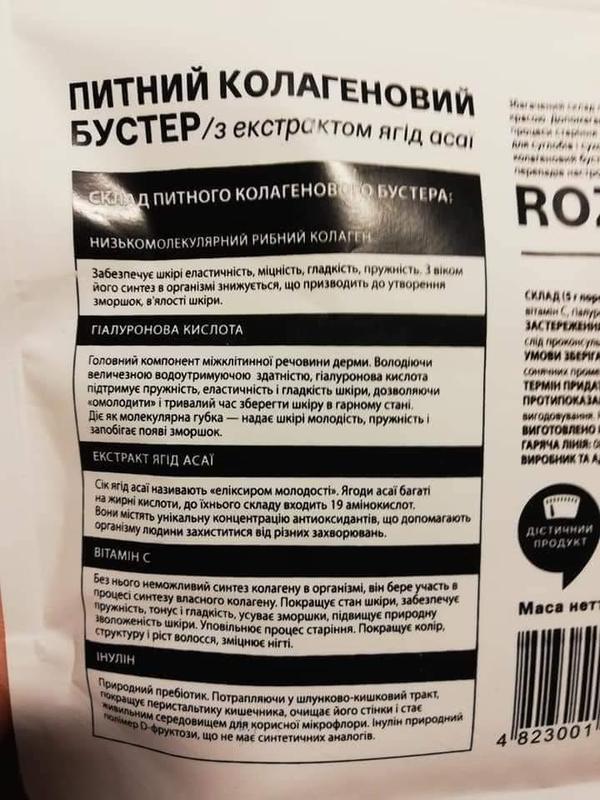 ПИТНИЙ КОЛАГЕНОВИЙ
БУСТЕР/з екстрактом ягід асаї
СКЛАД ПИТНОГО КОЛАГЕНОВОГО БУСТЕРА:
НИЗЬКОМОЛЕКУЛЯРНИЙ РИБНИЙ КОЛАГЕН
Забезпечує шкірі еластичність, міцність, гладкість, пружність. З віком
його синтез в організмі знижується, що призводить до утворення
зморшок, в'ялості шкіри.
ГІАЛУРОНОВА КИСЛОТА
Головний компонент міжклітинної речовини дерми. Володіючи
величезною водоутримуючою здатністю, гіалуронова кислота
підтримує пружність, еластичність і гладкість шкіри, дозволяючи
«омолодити» і тривалий час зберегти шкіру в гарному стані.
Діє як молекулярна губка — надає шкірі молодість, пружність і
запобігає появі зморшок.
ЕКСТРАКТ ЯГІД АСАЇ
Сік ягід асаї називають «еліксиром молодості». Ягоди асаї багаті
на жирні кислоти, до їхнього складу входить 19 амінокислот.
Вони містять унікальну концентрацію антиоксидантів, що допомагають
організму людини захиститися від різних захворювань.
ВІТАМІН С
Без нього неможливий синтез колагену в організмі, він бере участь в
процесі синтезу власного колагену. Покращує стан шкіри, забезпечує
пружність, тонус і гладкість, усуває зморшки, підвищує природну
зволоженість шкіри. Уповільнює процес старіння. Покращує колір,
структуру і ріст волосся, зміцнює нігті.
ІНУЛІН
Природний пребіотик. Потрапляючи у шлунково-кишковий тракт,
покращує перистальтику кишечника, очищає його стінки і стає
живильним середовищем для корисної мікрофлори. Інулін природний
полімер D-фруктози, що не має синтетичних аналогів.
ROZ
СКЛАД (5 г
вітамін С,
ЗАСТЕРЕЖЕНН
слід
УМОВИ ЗБЕРІГА
сонячних
ТЕРМІН ПРИДАТ
ПРОТИПОКАЗА
вигодовування.
ВИГОТОВЛЕНО
ГАРЯЧА ЛІНІЯ:
ВИРОБНИК ТА
ДІЄТИЧНИЙ
ПРОДУКТ
Маса нетт
4 823001